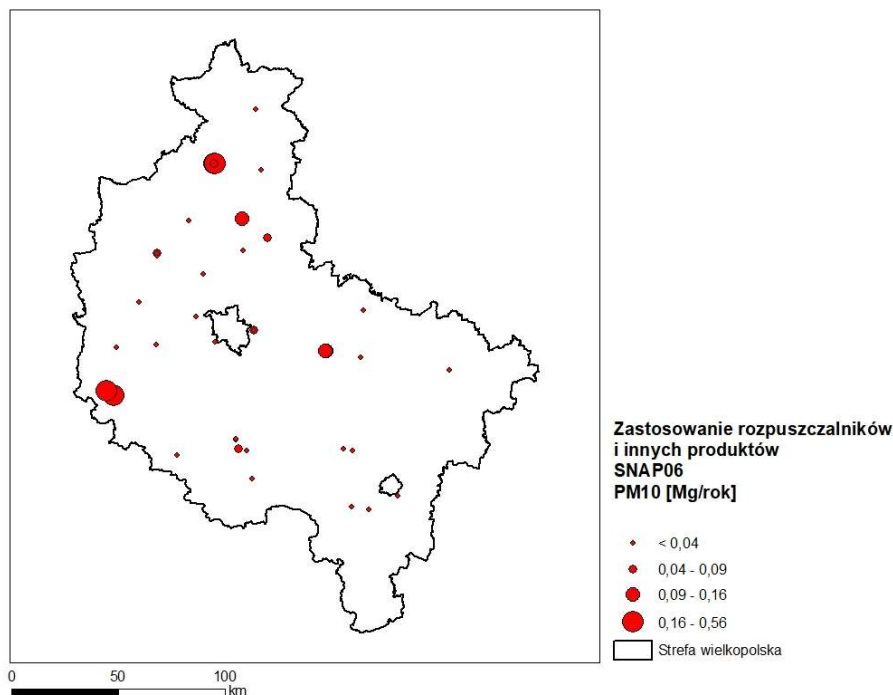 Zastosowanie rozpuszczalników
i innych produktów
SNAP06
PM10 [Mg/rok]
< 0,04
0,04 - 0,09
0,09 - 0,16
0,16 - 0,56
Strefa wielkopolska
0 50 100
km